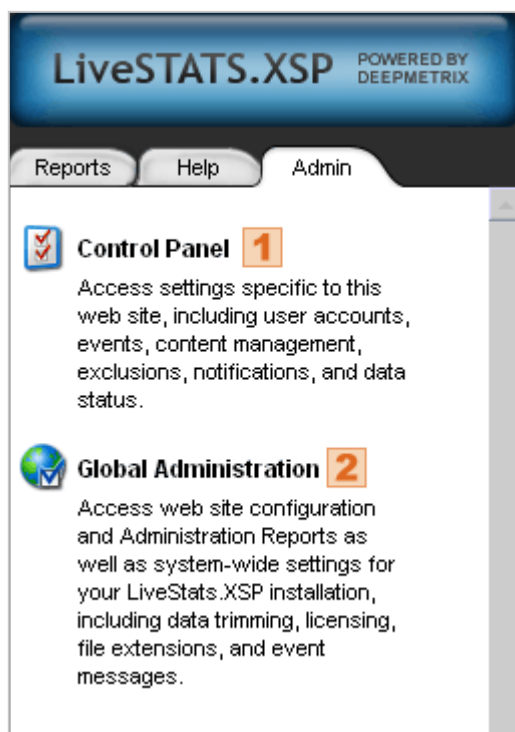 LiveSTATS.XSP POWERED BY
DEEPMETRIX
Reports Help Admin
Control Panel 1
Access settings specific to this
web site, including user accounts,
events, content management,
exclusions, notifications, and data
status.
Global Administration 2
Access web site configuration
and Administration Reports as
well as system-wide settings for
your LiveStats.XSP installation,
including data trimming, licensing,
file extensions, and event
messages.